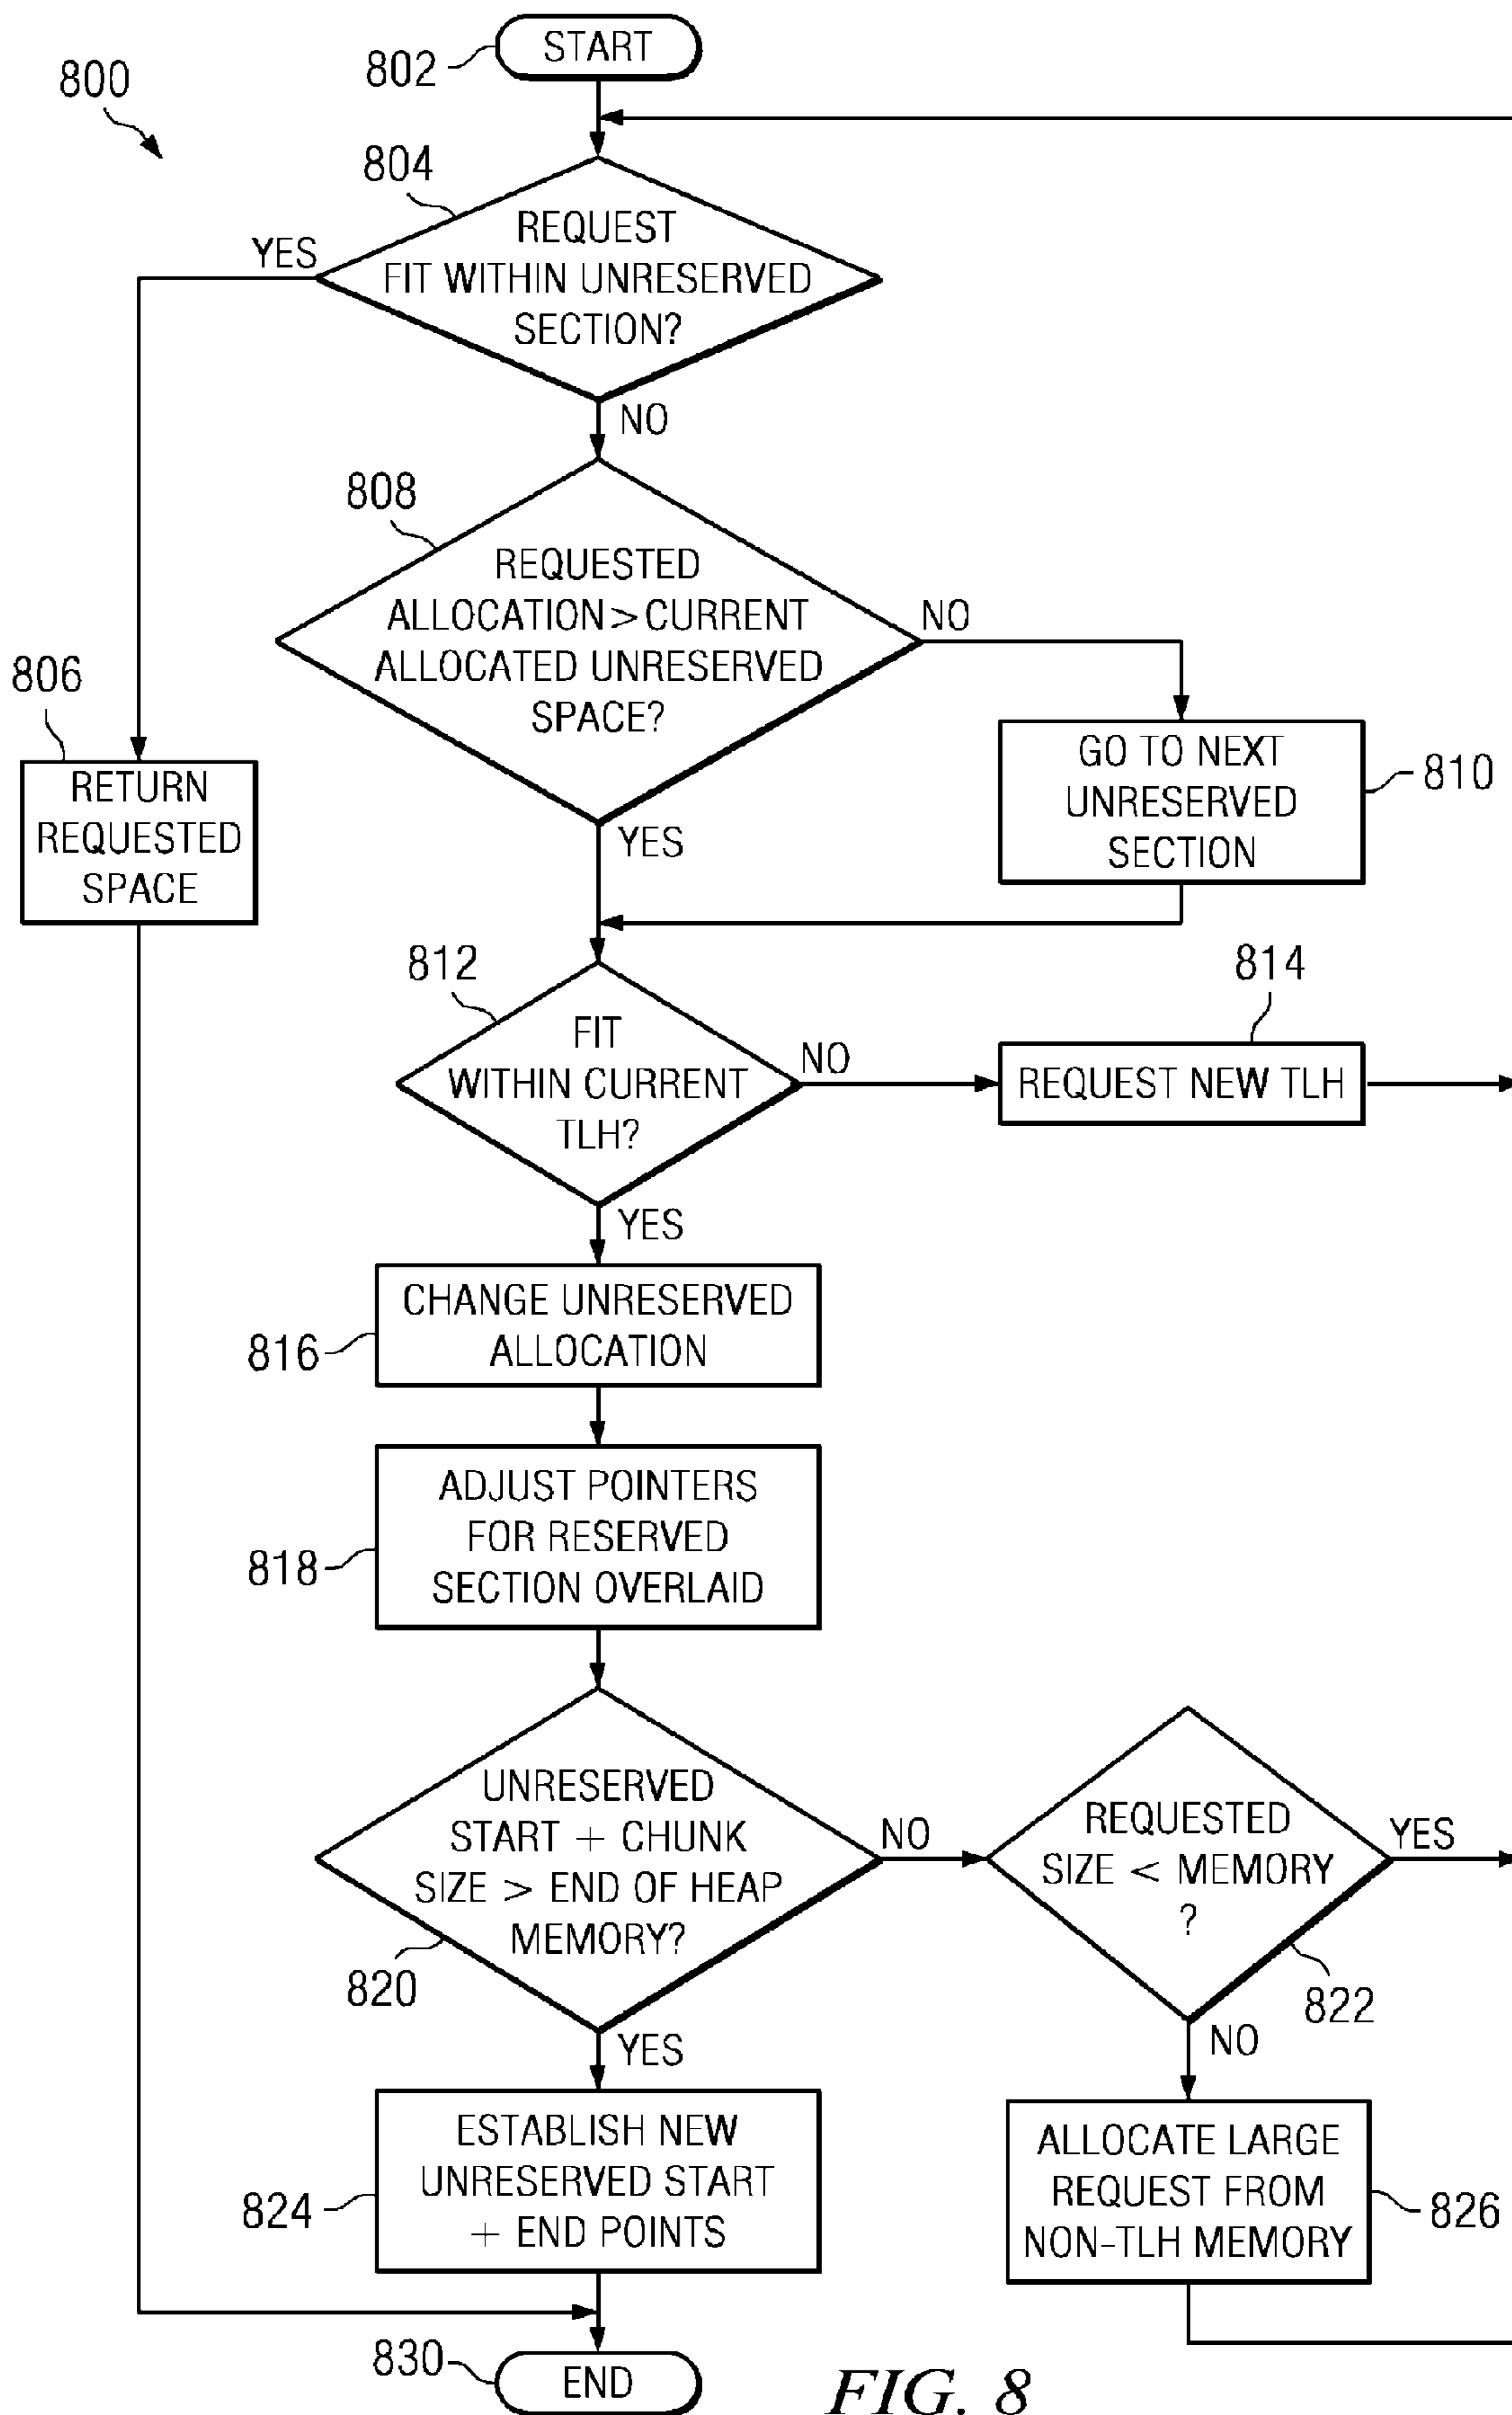 START
802
800
804
REQUEST
FIT WITHIN UNRESERVED
SECTION?
YES
NO
808
REQUESTED
ALLOCATION > CURRENT
ALLOCATED UNRESERVED
SPACE?
NO
YES
806
RETURN
REQUESTED
SPACE
GO TO NEXT
UNRESERVED
SECTION
810
812
FIT
WITHIN CURRENT
TLH?
NO
YES
814
REQUEST NEW TLH
CHANGE UNRESERVED
ALLOCATION
816
ADJUST POINTERS
FOR RESERVED
SECTION OVERLAID
818
UNRESERVED
START + CHUNK
SIZE > END OF HEAP
MEMORY?
820
NO
YES
REQUESTED
SIZE < MEMORY
?
YES
822
NO
ESTABLISH NEW
UNRESERVED START
+ END POINTS
824
ALLOCATE LARGE
REQUEST FROM
NON-TLH MEMORY
826
830
END
FIG. 8